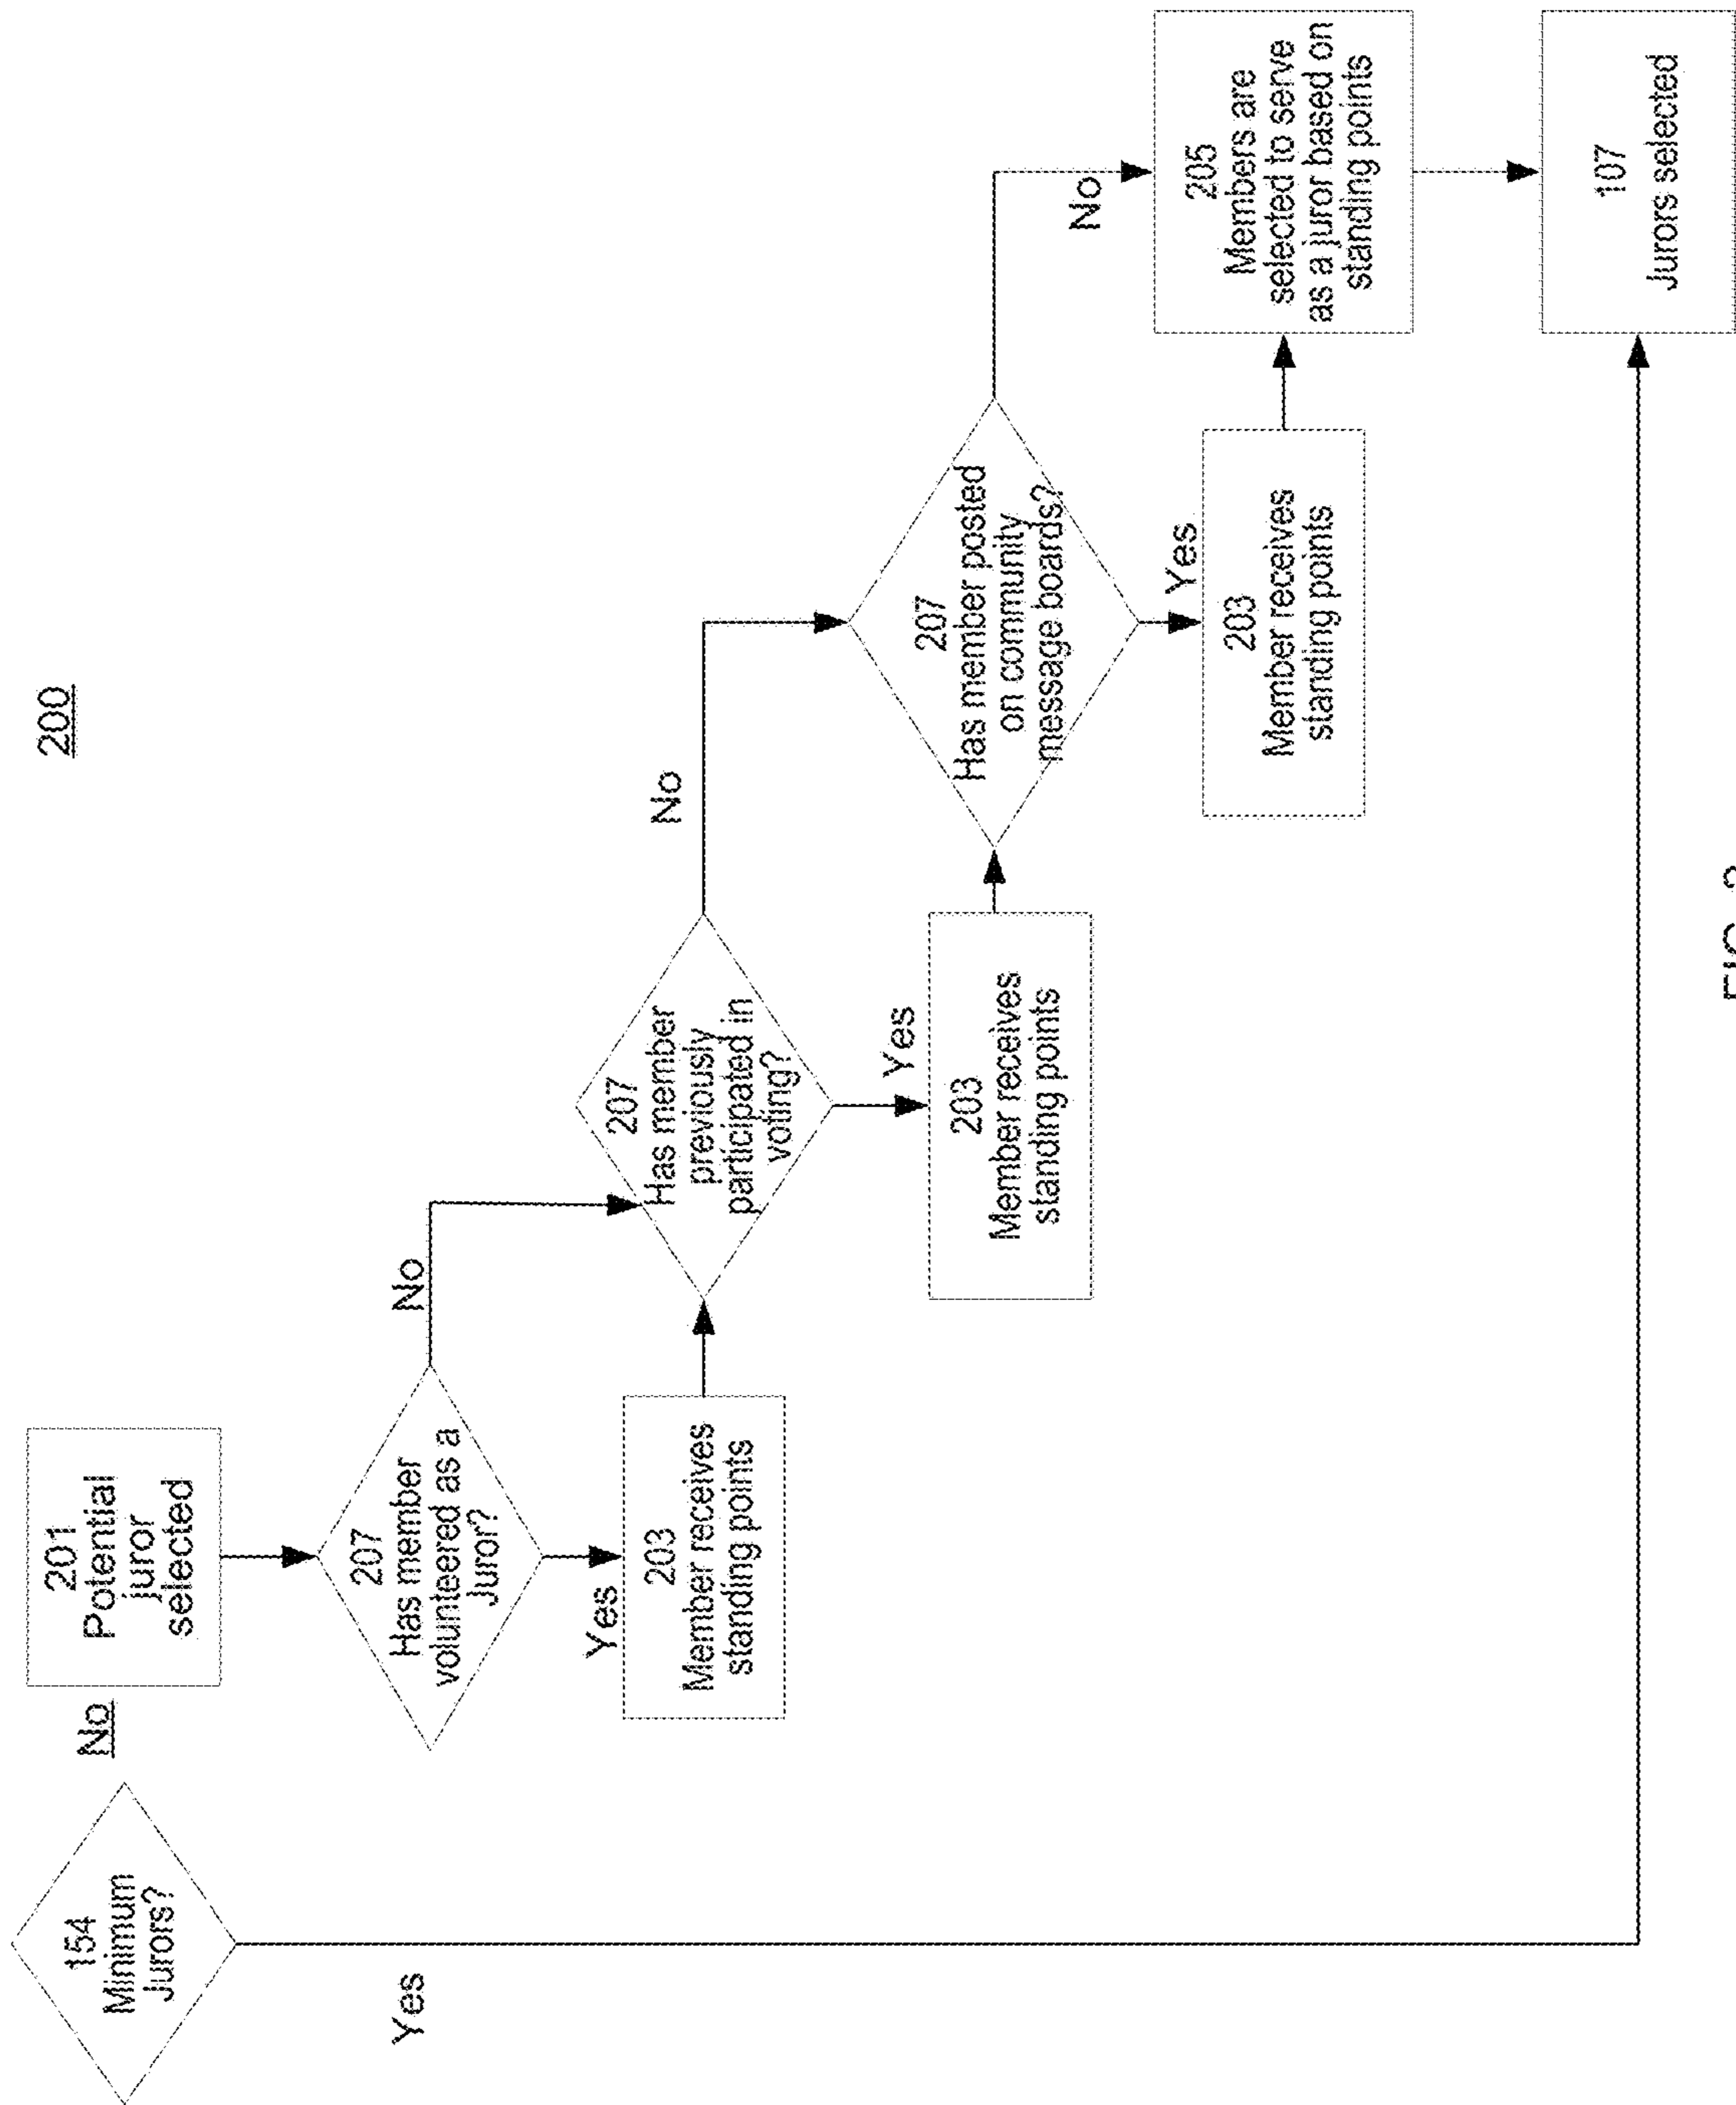 200
154
Minimum
Jurors?
No
Yes
201
Potential
juror
selected
207
Has member
volunteered as a
Juror?
No
Yes
203
Member receives
standing points
207
Has member
previously
participated in
voting?
No
Yes
203
Member receives
standing points
207
Has member posted
on community
message boards?
No
Yes
203
Member receives
standing points
205
Members are
selected to serve
as a juror based on
standing points
107
Jurors selected